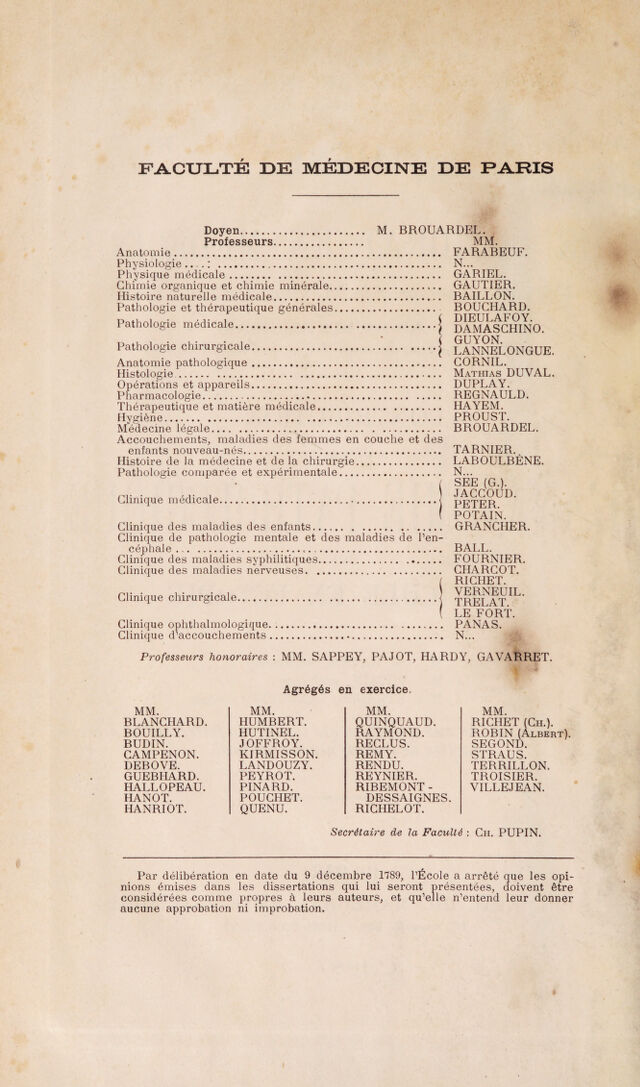 FACULTÉ DE MÉDECINE DE PARIS
Doyen...................... M. BROUARDEL.
Professeurs................ MM.
Anatomie............................................. FARABEUF.
Physiologie............................................. N...
Physique médicale....................................... GARIEL.
Chimie organique et chimie minérale................... GAUTIER.
Histoire naturelle médicale............................. BAILLON.
Pathologie et thérapeutique générales.................. BOUCHARD.
Pathologie médicale.................................... { DIEULAFOY.
DAMASCHINO.
Pathologie chirurgicale................................ { GUYON.
LANNELONGUE.
Anatomie pathologique.................................. CORNIL.
Histologie.............................................. MATHIAS DUVAL.
Opérations et appareils................................. DUPLAY.
Pharmacologie........................................... REGNAULD.
Thérapeutique et matière médicale..................... HAYEM.
Hygiène................................................. PROUST.
Médecine légale......................................... BROUARDEL.
Accouchements, maladies des femmes en couche et des
enfants nouveau-nés.................................. TARNIER.
Histoire de la médecine et de la chirurgie............... LABOULBÈNE.
Pathologie comparée et expérimentale.................. N...
Clinique médicale....................................... { SEE (G.).
JACCOUD.
PETER.
POTAIN.
Clinique des maladies des enfants...................... GRANCHER.
Clinique de pathologie mentale et des maladies de l'en-
céphale.............................................. BALL.
Clinique des maladies syphilitiques..................... FOURNIER.
Clinique des maladies nerveuses........................ CHARCOT.
Clinique chirurgicale................................... { RICHET.
VERNEUIL.
TRELAT.
LE FORT.
Clinique ophthalmologique.............................. PANAS.
Clinique d'accouchements............................... N...
Professeurs honoraires : MM. SAPPEY, PAJOT, HARDY, GAVARRET.
Agrégés en exercice.
MM.
BLANCHARD.
BOUILLY.
BUDIN.
CAMPENON.
DEBOVE.
GUEBHARD.
HALLOPEAU.
HANOT.
HANRIOT.
MM.
HUMBERT.
HUTINEL.
JOFFROY.
KIRMISSON.
LANDOUZY.
PEYROT.
PINARD.
POUCHET.
QUENU.
MM.
QUINQUAUD.
RAYMOND.
RECLUS.
REMY.
RENDU.
REYNIER.
RIBEMONT-
DESSAIGNES.
RICHELOT.
MM.
RICHET (CH.).
ROBIN (ALBERT).
SEGOND.
STRAUS.
TERRILLON.
TROISIER.
VILLEJEAN.
Secrétaire de la Faculté : CH. PUPIN.
Par délibération en date du 9 décembre 1789, l'École a arrêté que les opi-
nions émises dans les dissertations qui lui seront présentées, doivent être
considérées comme propres à leurs auteurs, et qu'elle n'entend leur donner
aucune approbation ni improbation.